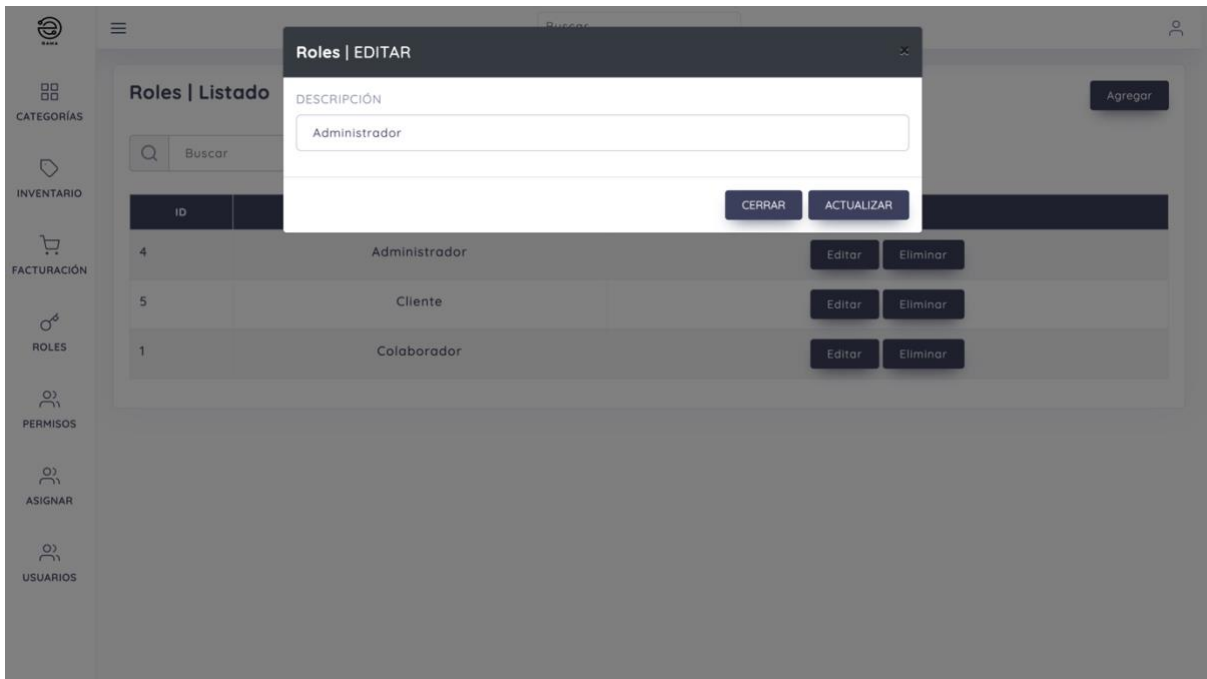 Buscar
Roles | EDITAR
×
DESCRIPCIÓN
Administrador
CERRAR
ACTUALIZAR
CATEGORÍAS
INVENTARIO
FACTURACIÓN
ROLES
PERMISOS
ASIGNAR
USUARIOS
Roles | Listado
Agregar
Buscar
ID
4 Administrador Editar Eliminar
5 Cliente Editar Eliminar
1 Colaborador Editar Eliminar